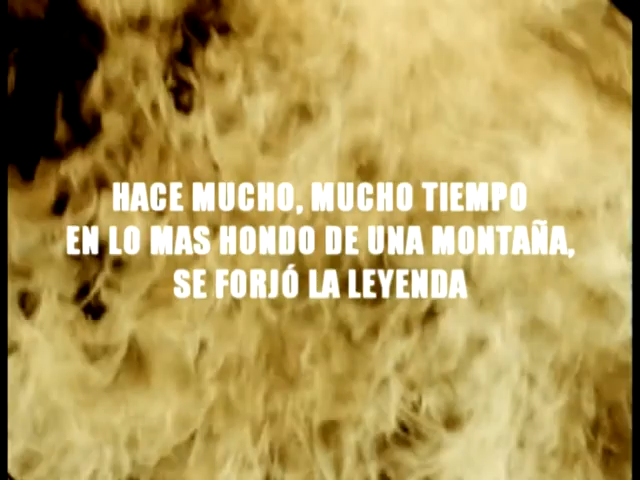 HACE MUCHO, MUCHO TIEMPO
EN LO MAS HONDO DE UNA MONTAÑA,
SE FORJÓ LA LEYENDA